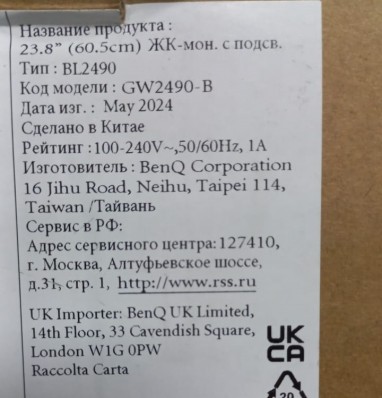 Название продукта :
23.8” (60.5cm) ЖК-мон. с подсв.
Тип : BL2490
Код модели : GW2490-B
Дата изг. : May 2024
Сделано в Китае
Рейтинг :100-240V~,50/60Hz, 1A
Изготовитель : BenQ Corporation
16 Jihu Road, Neihu, Taipei 114,
Taiwan /Тайвань
Сервис в РФ:
Адрес сервисного центра: 127410,
г. Москва, Алтуфьевское шоссе,
д.31, стр. 1, http://www.rss.ru
UK Importer: BenQ UK Limited,
14th Floor, 33 Cavendish Square,
London W1G 0PW
Raccolta Carta
UK
CA
20